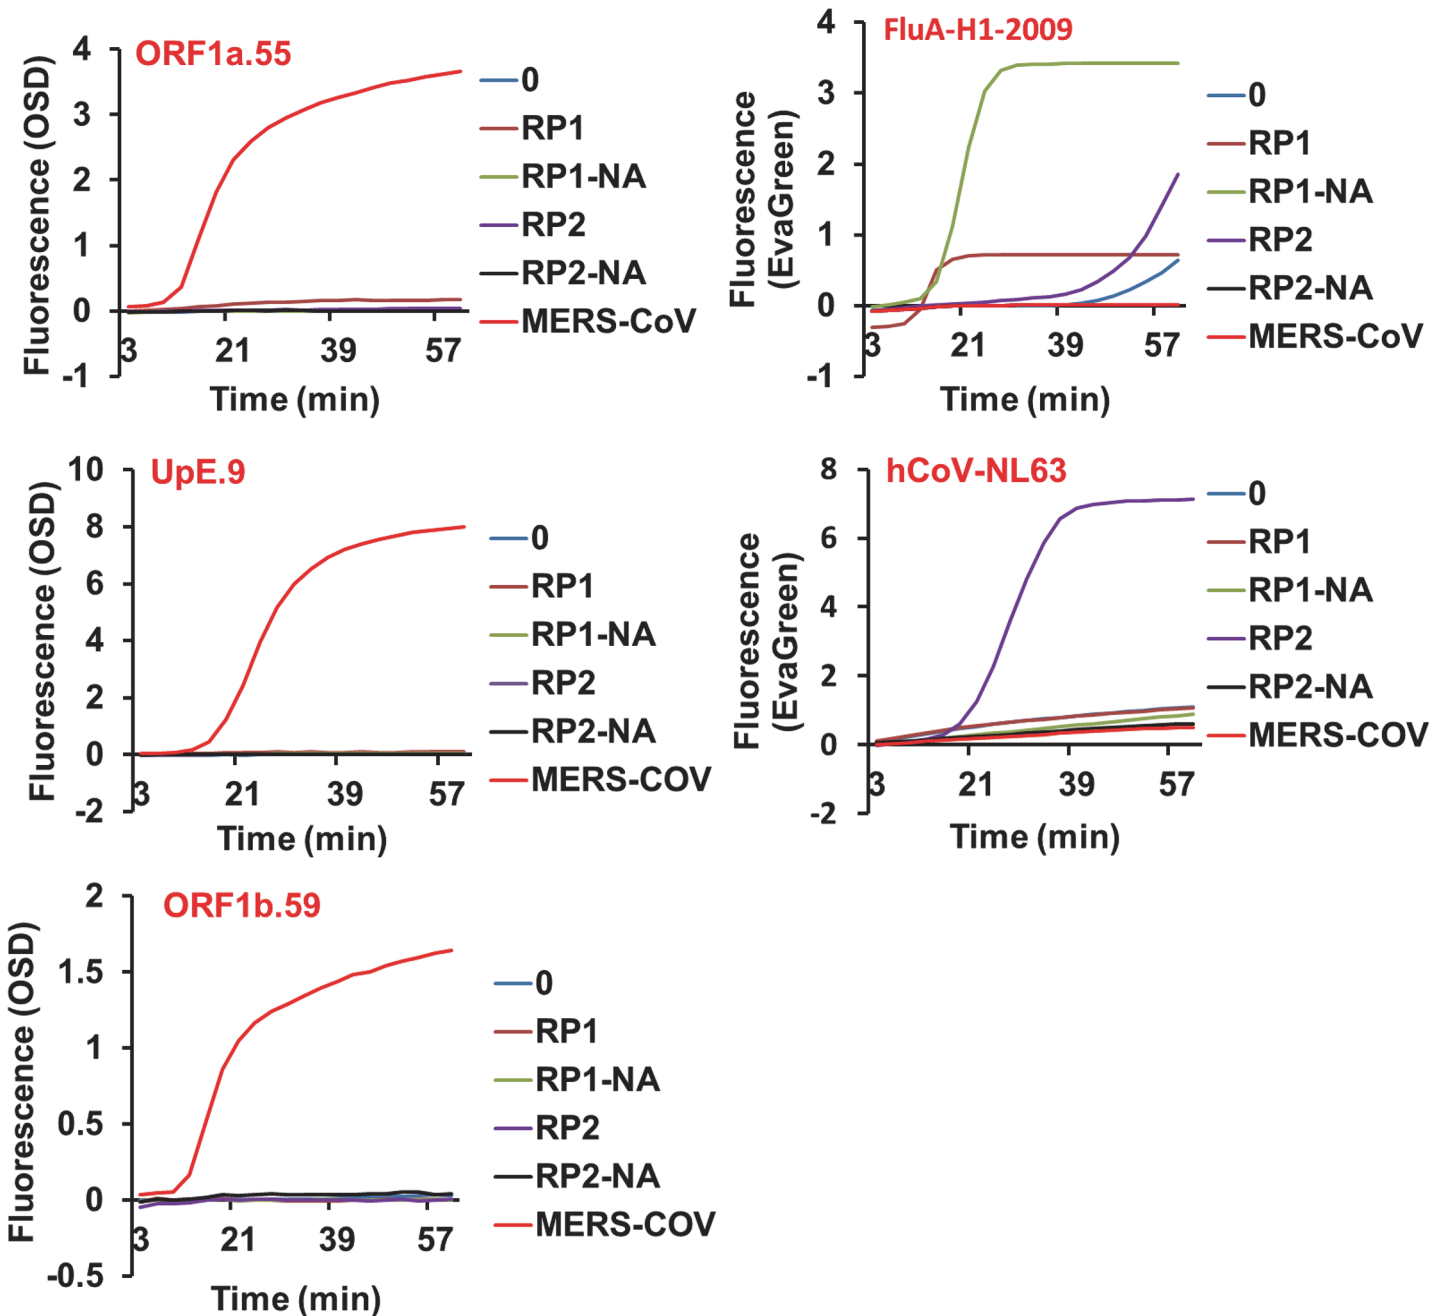 ORF1a.55
Fluorescence (OSD)
4
3
2
1
0
-1
3
21
39
57
Time (min)
0
RP1
RP1-NA
RP2
RP2-NA
MERS-CoV
FluA-H1-2009
Fluorescence
(EvaGreen)
4
3
2
1
0
-1
3
21
39
57
Time (min)
0
RP1
RP1-NA
RP2
RP2-NA
MERS-CoV
UpE.9
Fluorescence (OSD)
10
8
6
4
2
0
-2
3
21
39
57
Time (min)
0
RP1
RP1-NA
RP2
RP2-NA
MERS-COV
hCoV-NL63
Fluorescence
(EvaGreen)
8
6
4
2
0
-2
3
21
39
57
Time (min)
0
RP1
RP1-NA
RP2
RP2-NA
MERS-COV
ORF1b.59
Fluorescence (OSD)
2
1.5
1
0.5
0
-0.5
3
21
39
57
Time (min)
0
RP1
RP1-NA
RP2
RP2-NA
MERS-COV